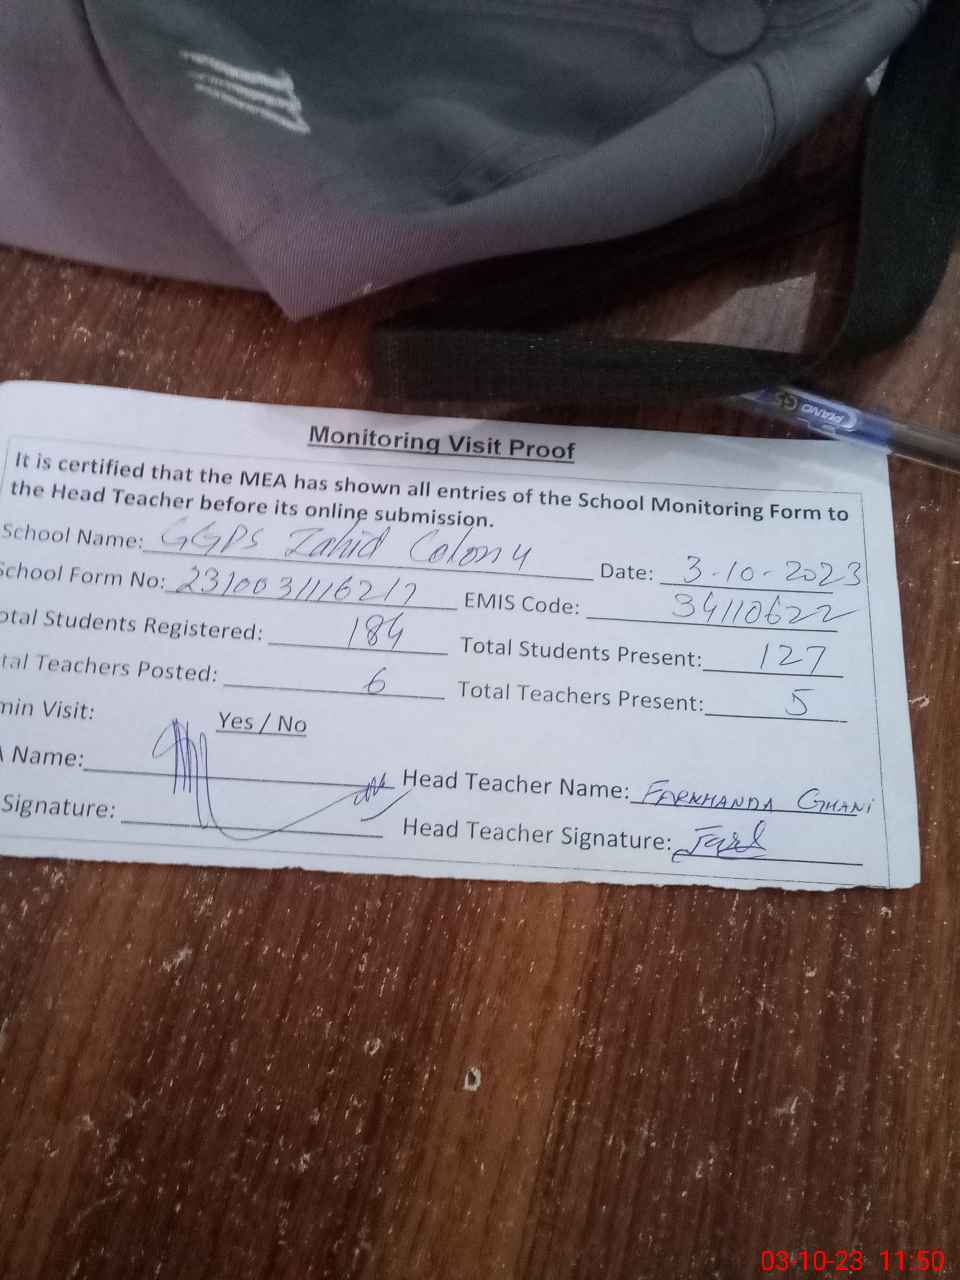 PIANO
Monitoring Visit Proof
It is certified that the MEA has shown all entries of the School Monitoring Form to
the Head Teacher before its online submission.
School Name: GGPS Zahid Colony Date: 3-10-2023
School Form No: 231003111621 EMIS Code: 34110622
otal Students Registered: 184 Total Students Present: 127
tal Teachers Posted: 6 Total Teachers Present: 5
min Visit: Yes / No
Name: Head Teacher Name: FARKHANDA GHANI
Signature: Head Teacher Signature:
03-10-23 11:50